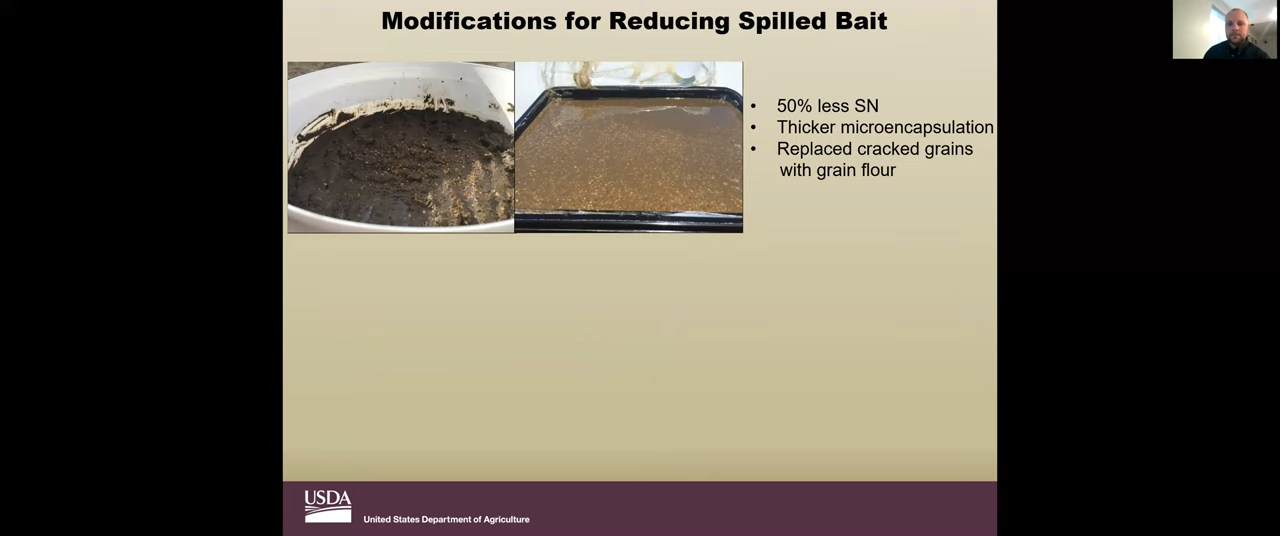 Modifications for Reducing Spilled Bait
• 50% less SN
• Thicker microencapsulation
• Replaced cracked grains
with grain flour
USDA
United States Department of Agriculture